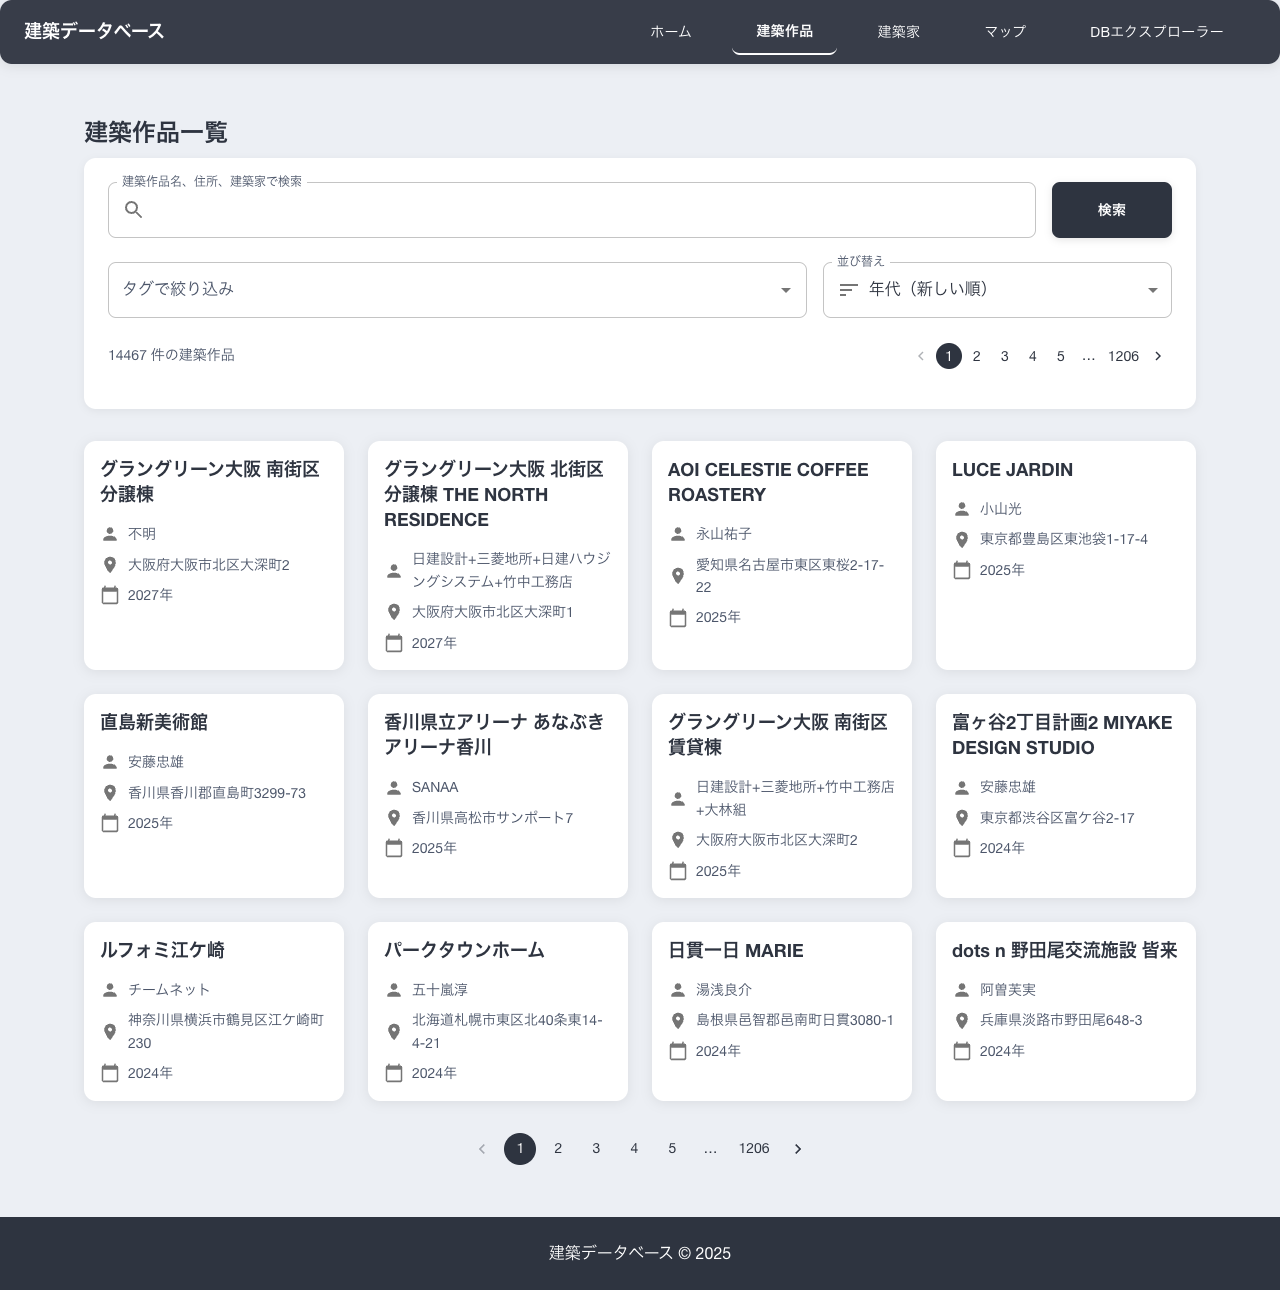 建築データベース
ホーム
建築作品
建築家
マップ
DBエクスプローラー
建築作品一覧
建築作品名、住所、建築家で検索
検索
タグで絞り込み
並び替え
年代（新しい順）
14467 件の建築作品
1 2 3 4 5 … 1206
グラングリーン大阪 南街区
分譲棟
不明
大阪府大阪市北区大深町2
2027年
グラングリーン大阪 北街区
分譲棟 THE NORTH
RESIDENCE
日建設計+三菱地所+日建ハウジ
ングシステム+竹中工務店
大阪府大阪市北区大深町1
2027年
AOI CELESTIE COFFEE
ROASTERY
永山祐子
愛知県名古屋市東区東桜2-17-
22
2025年
LUCE JARDIN
小山光
東京都豊島区東池袋1-17-4
2025年
直島新美術館
安藤忠雄
香川県香川郡直島町3299-73
2025年
香川県立アリーナ あなぶき
アリーナ香川
SANAA
香川県高松市サンポート7
2025年
グラングリーン大阪 南街区
賃貸棟
日建設計+三菱地所+竹中工務店
+大林組
大阪府大阪市北区大深町2
2025年
富ヶ谷2丁目計画2 MIYAKE
DESIGN STUDIO
安藤忠雄
東京都渋谷区富ケ谷2-17
2024年
ルフォミ江ケ崎
チームネット
神奈川県横浜市鶴見区江ケ崎町
230
2024年
パークタウンホーム
五十嵐淳
北海道札幌市東区北40条東14-
4-21
2024年
日貫一日 MARIE
湯浅良介
島根県邑智郡邑南町日貫3080-1
2024年
dots n 野田尾交流施設 皆来
阿曽芙実
兵庫県淡路市野田尾648-3
2024年
1 2 3 4 5 … 1206
建築データベース © 2025